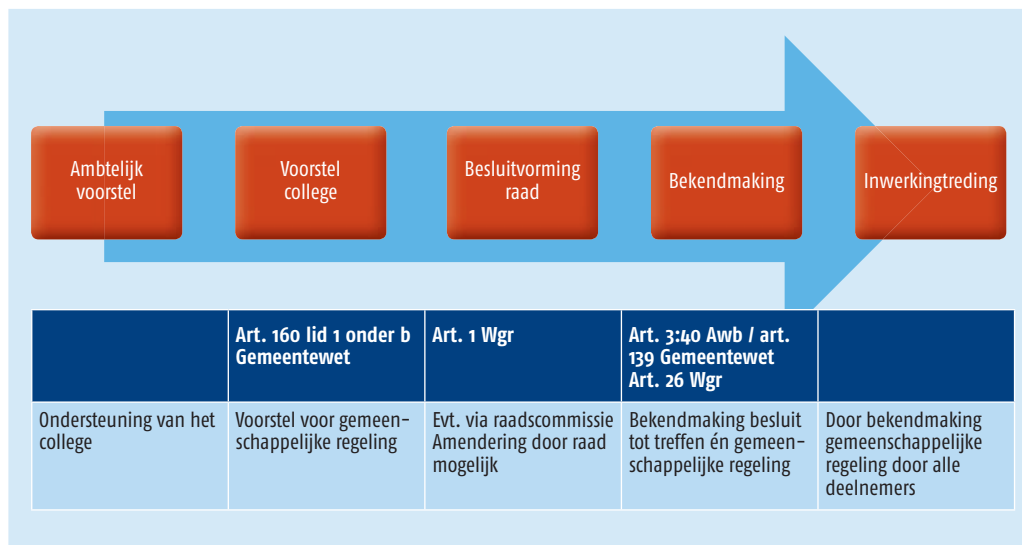 Ambtelijk
voorstel
Voorstel
college
Besluitvorming
raad
Bekendmaking
Inwerkingtreding
Art. 160 lid 1 onder b
Gemeentewet
Art. 1 Wgr
Art. 3:40 Awb / art.
139 Gemeentewet
Art. 26 Wgr
Ondersteuning van het
college
Voorstel voor gemeen-
schappelijke regeling
Evt. via raadscommissie
Amendering door raad
mogelijk
Bekendmaking besluit
tot treffen én gemeen-
schappelijke regeling
Door bekendmaking
gemeenschappelijke
regeling door alle
deelnemers